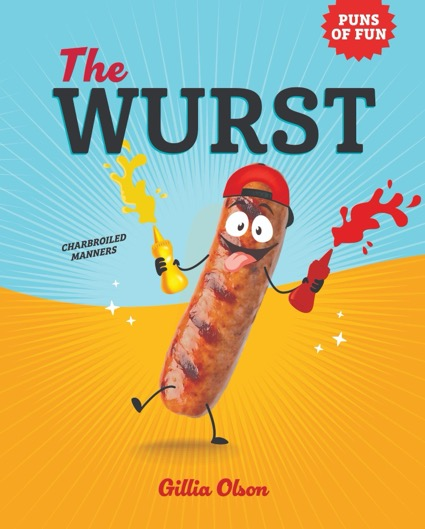 PUNS
OF FUN
The
WURST
CHARBROILED
MANNERS
Gillia Olson